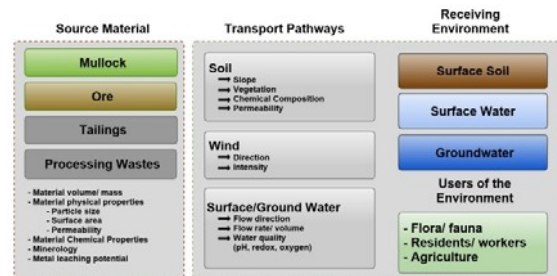 Source Material
Mullock
Ore
Tailings
Processing Wastes
- Material volume/ mass
- Material physical properties
- Particle size
- Surface area
- Permeability
- Material Chemical Properties
- Minerology
- Metal leaching potential
Transport Pathways
Soil
➞ Slope
➞ Vegetation
➞ Chemical Composition
➞ Permeability
Wind
➞ Direction
➞ Intensity
Surface/Ground Water
➞ Flow direction
➞ Flow rate/ volume
➞ Water quality
(pH, redox, oxygen)
Receiving
Environment
Surface Soil
Surface Water
Groundwater
Users of the
Environment
- Flora/ fauna
- Residents/ workers
- Agriculture